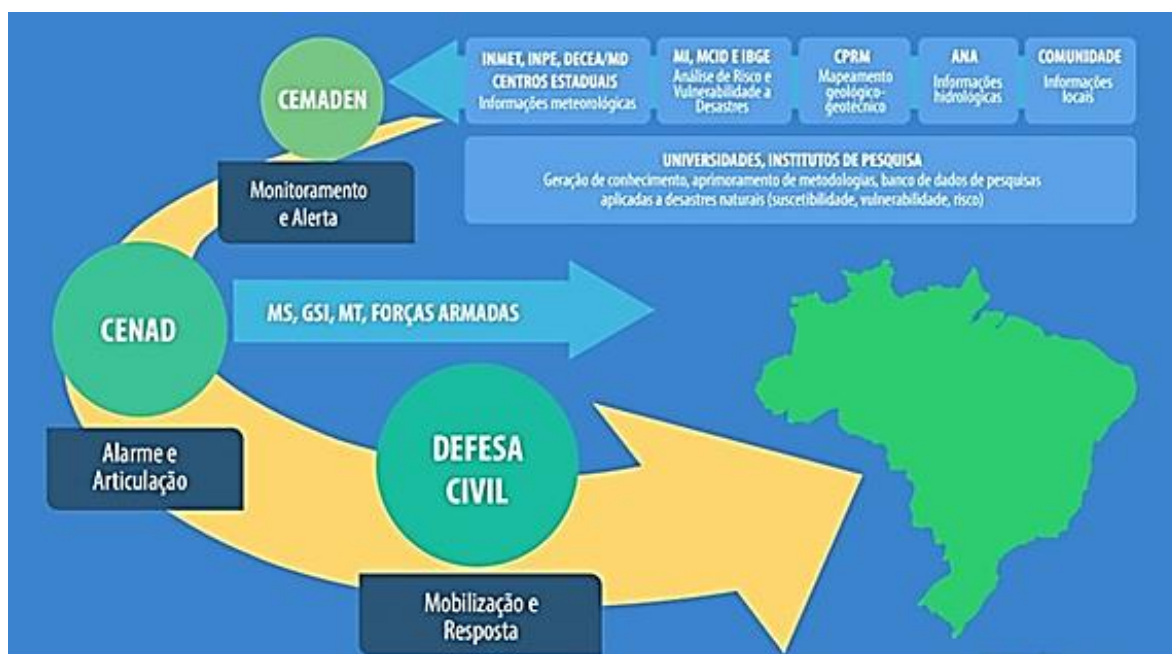 CEMADEN
Monitoramento
e Alerta
INMET, INPE, DECEA/MD
CENTROS ESTADUAIS
Informações meteorológicas
MI, MCID E IBGE
Análise de Risco e
Vulnerabilidade a
Desastres
CPRM
Mapeamento
geológico-
geotécnico
ANA
Informações
hidrológicas
COMUNIDADE
Informações
locais
UNIVERSIDADES, INSTITUTOS DE PESQUISA
Geração de conhecimento, aprimoramento de metodologias, banco de dados de pesquisas
aplicadas a desastres naturais (suscetibilidade, vulnerabilidade, risco)
CENAD
Alarme e
Articulação
MS, GSI, MT, FORÇAS ARMADAS
DEFESA
CIVIL
Mobilização e
Resposta